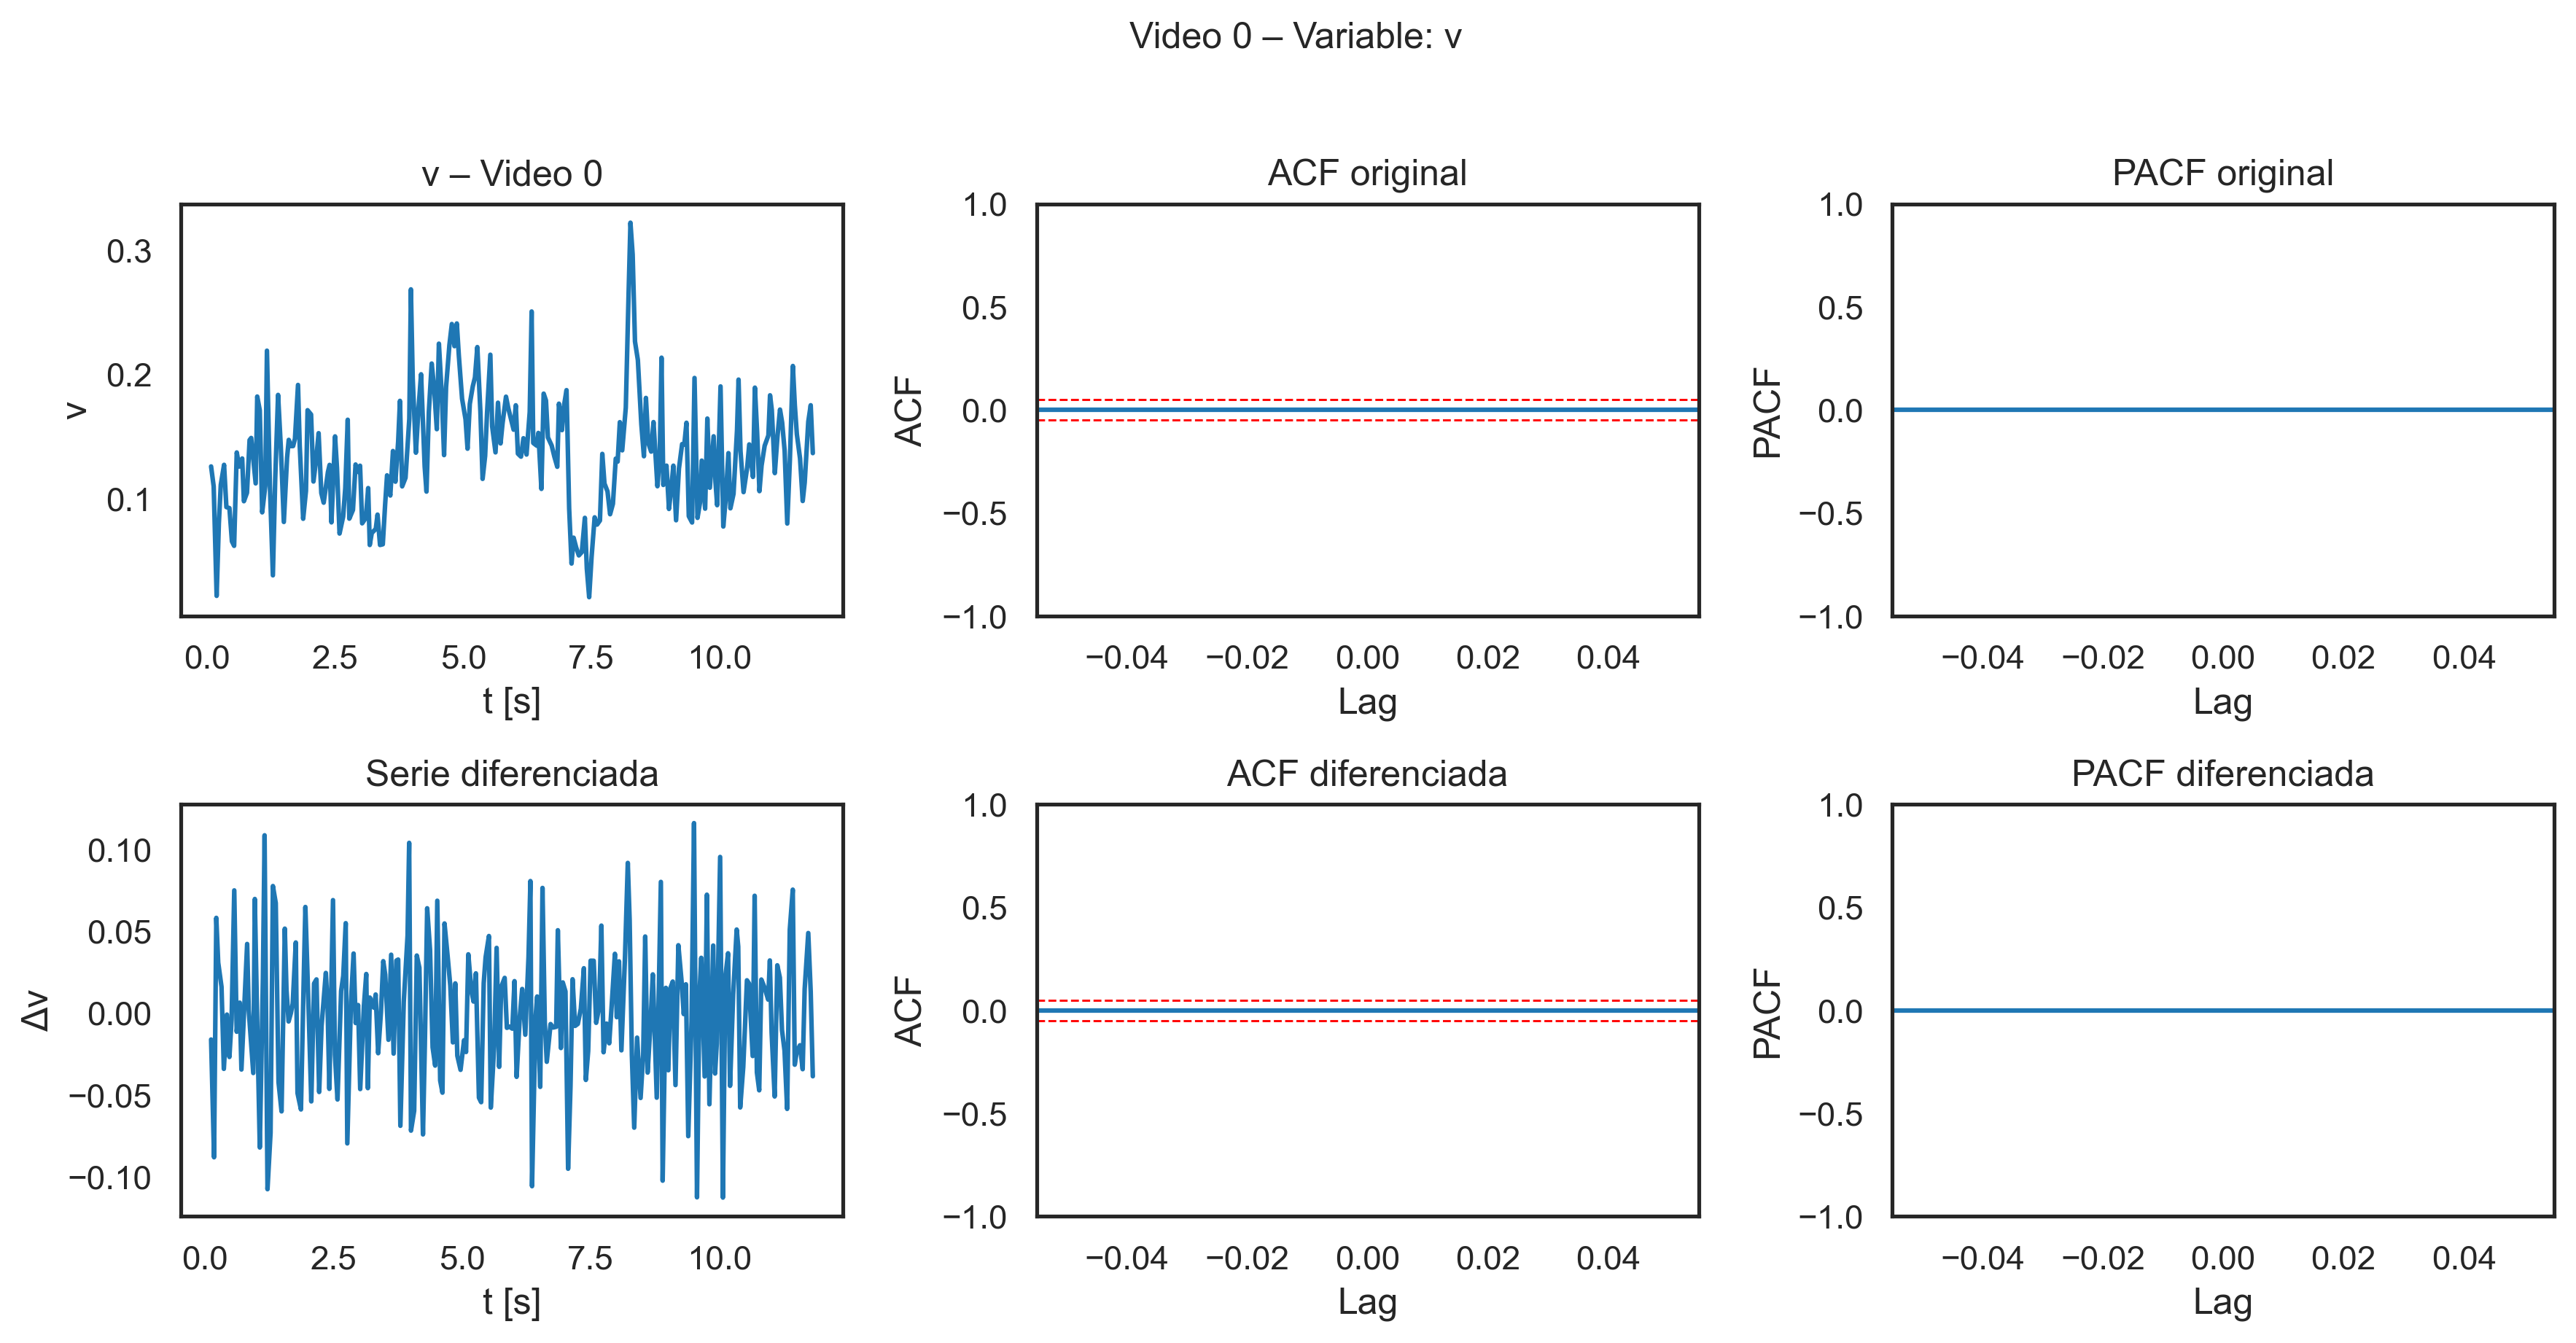 Video 0 – Variable: v
v – Video 0
v
0.3
0.2
0.1
0.0 2.5 5.0 7.5 10.0
t [s]
ACF original
ACF
1.0
0.5
0.0
−0.5
−1.0
−0.04 −0.02 0.00 0.02 0.04
Lag
PACF original
PACF
1.0
0.5
0.0
−0.5
−1.0
−0.04 −0.02 0.00 0.02 0.04
Lag
Serie diferenciada
Δv
0.10
0.05
0.00
−0.05
−0.10
0.0 2.5 5.0 7.5 10.0
t [s]
ACF diferenciada
ACF
1.0
0.5
0.0
−0.5
−1.0
−0.04 −0.02 0.00 0.02 0.04
Lag
PACF diferenciada
PACF
1.0
0.5
0.0
−0.5
−1.0
−0.04 −0.02 0.00 0.02 0.04
Lag